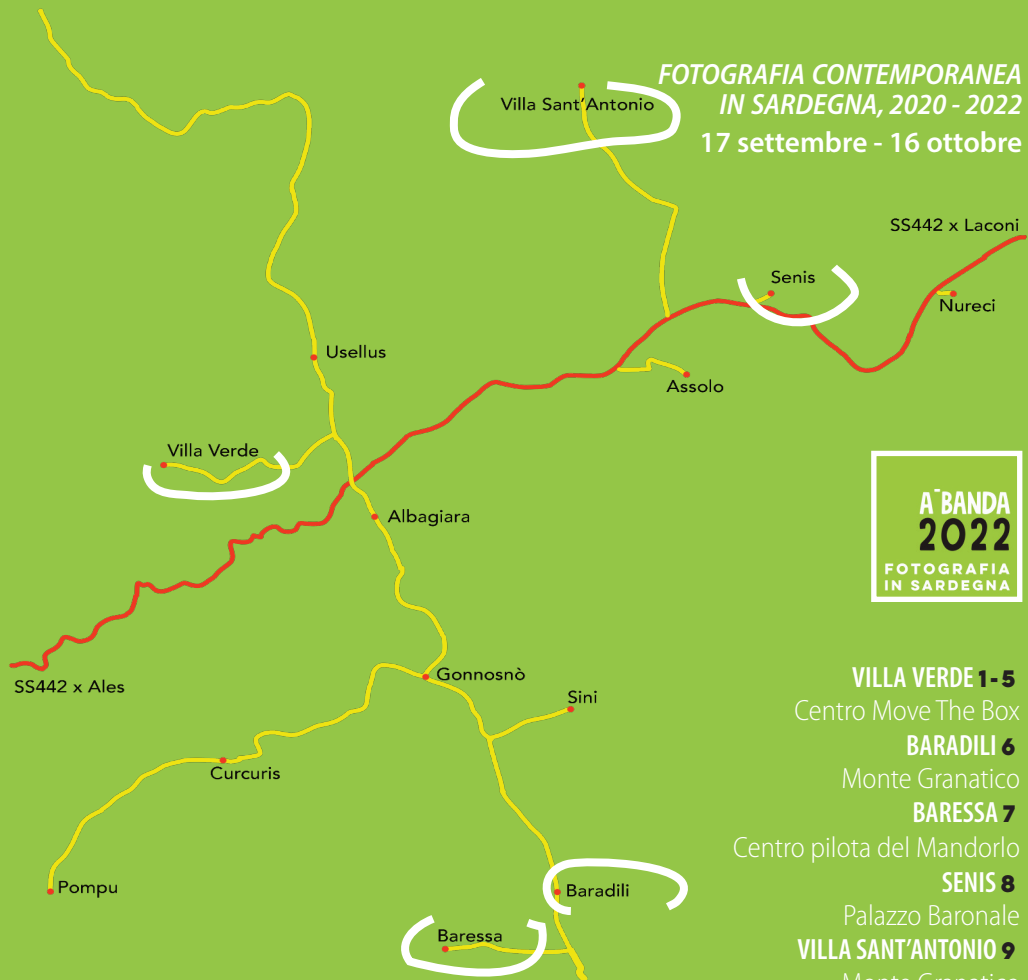 FOTOGRAFIA CONTEMPORANEA
IN SARDEGNA, 2020 - 2022
17 settembre - 16 ottobre
Villa Sant'Antonio
SS442 x Laconi
Senis
Nureci
Usellus
Assolo
Villa Verde
Albagiara
A BANDA
2022
FOTOGRAFIA
IN SARDEGNA
SS442 x Ales
Gonnosnò
Sini
Curcuris
Pompu
Baradili
Baressa
VILLA VERDE 1-5
Centro Move The Box
BARADILI 6
Monte Granatico
BARESSA 7
Centro pilota del Mandorlo
SENIS 8
Palazzo Baronale
VILLA SANT'ANTONIO 9
Monte Granatico